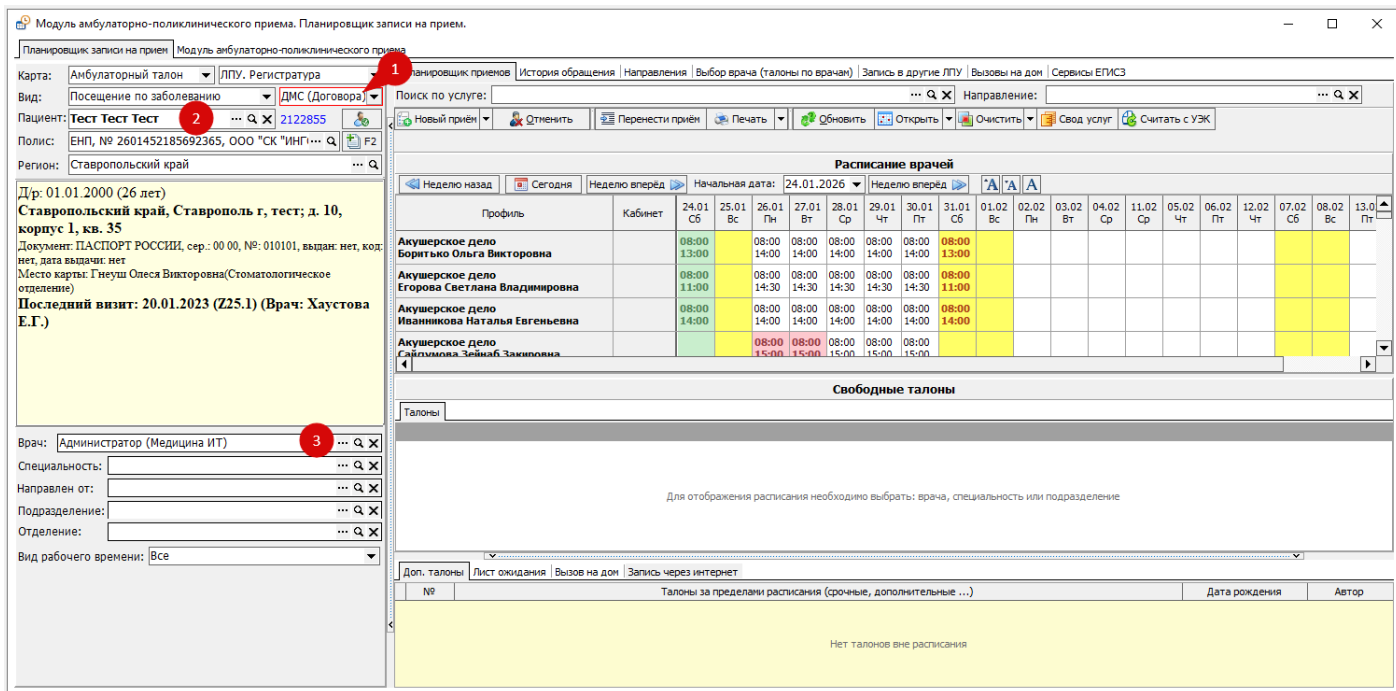 Модуль амбулаторно-поликлинического приема. Планировщик записи на прием.
Планировщик записи на прием Модуль амбулаторно-поликлинического приема
Карта: Амбулаторный талон ЛПУ. Регистратура 1
Вид: Посещение по заболеванию ДМС (Договора)
Пациент: Тест Тест Тест 2 ... 2122855
Полис: ЕНП, № 2601452185692365, ООО "СК "ИНГ ... F2
Регион: Ставропольский край ...
Д/р: 01.01.2000 (26 лет)
Ставропольский край, Ставрополь г, тест; д. 10,
корпус 1, кв. 35
Документ: ПАСПОРТ РОССИИ, сер.: 00 00, №: 010101, выдан: нет, код:
нет, дата выдачи: нет
Место карты: Гнеуш Олеся Викторовна(Стоматологическое
отделение)
Последний визит: 20.01.2023 (Z25.1) (Врач: Хаустова
Е.Г.)
Врач: Администратор (Медицина ИТ) 3 ...
Специальность: ...
Направлен от: ...
Подразделение: ...
Отделение: ...
Вид рабочего времени: Все
Планировщик приемов История обращения Направления Выбор врача (талоны по врачам) Запись в другие ЛПУ Вызовы на дом Сервисы ЕГИСЗ
Поиск по услуге: ... Направление: ...
Новый приём Отменить Перенести приём Печать Обновить Открыть Очистить Свод услуг Считать с УЭК
Расписание врачей
Неделю назад Сегодня Неделю вперёд Начальная дата: 24.01.2026 Неделю вперёд A A A
Профиль Кабинет 24.01 25.01 26.01 27.01 28.01 29.01 30.01 31.01 01.02 02.02 03.02 04.02 11.02 05.02 06.02 12.02 07.02 08.02 13.0
Сб Вс Пн Вт Ср Чт Пт Сб Вс Пн Вт Ср Ср Чт Пт Чт Сб Вс Пт
Акушерское дело 08:00 08:00 08:00 08:00 08:00 08:00 08:00
Боритько Ольга Викторовна 13:00 14:00 14:00 14:00 14:00 14:00 13:00
Акушерское дело 08:00 08:00 08:00 08:00 08:00 08:00 08:00
Егорова Светлана Владимировна 11:00 14:30 14:30 14:30 14:30 14:30 11:00
Акушерское дело 08:00 08:00 08:00 08:00 08:00 08:00 08:00
Иванникова Наталья Евгеньевна 14:00 14:00 14:00 14:00 14:00 14:00 14:00
Акушерское дело 08:00 08:00 08:00 08:00 08:00
Сайдумова Зейнаб Закировна 15:00 15:00 15:00 15:00 15:00
Свободные талоны
Талоны
Для отображения расписания необходимо выбрать: врача, специальность или подразделение
Доп. талоны Лист ожидания Вызов на дом Запись через интернет
№ Талоны за пределами расписания (срочные, дополнительные ...) Дата рождения Автор
Нет талонов вне расписания